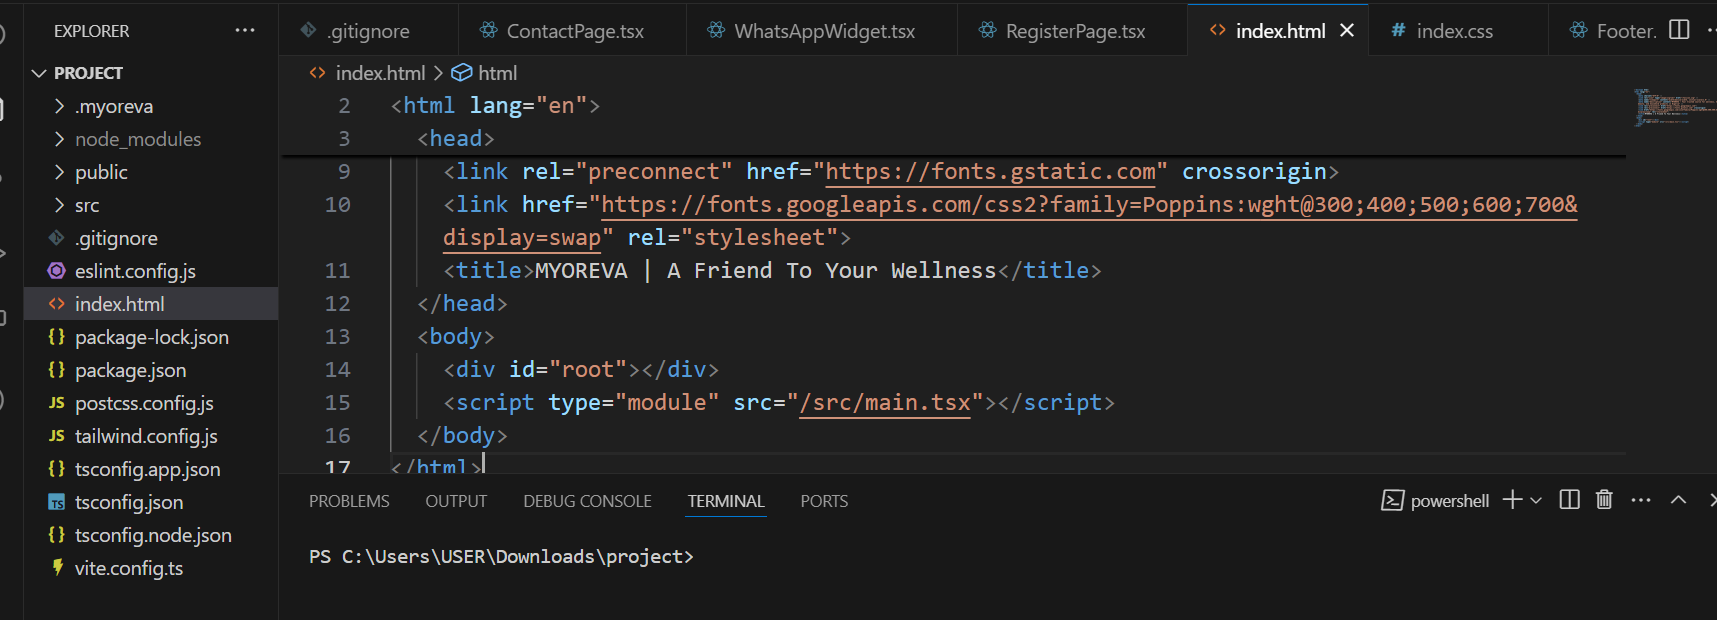 EXPLORER
PROJECT
.myoreva
node_modules
public
src
.gitignore
eslint.config.js
index.html
package-lock.json
package.json
postcss.config.js
tailwind.config.js
tsconfig.app.json
tsconfig.json
tsconfig.node.json
vite.config.ts
.gitignore
ContactPage.tsx
WhatsAppWidget.tsx
RegisterPage.tsx
index.html
index.css
Footer.
index.html > html
2 <html lang="en">
3 <head>
9 <link rel="preconnect" href="https://fonts.gstatic.com" crossorigin>
10 <link href="https://fonts.googleapis.com/css2?family=Poppins:wght@300;400;500;600;700&
display=swap" rel="stylesheet">
11 <title>MYOREVA | A Friend To Your Wellness</title>
12 </head>
13 <body>
14 <div id="root"></div>
15 <script type="module" src="/src/main.tsx"></script>
16 </body>
17 </html>
PROBLEMS OUTPUT DEBUG CONSOLE TERMINAL PORTS
powershell
PS C:\Users\USER\Downloads\project>